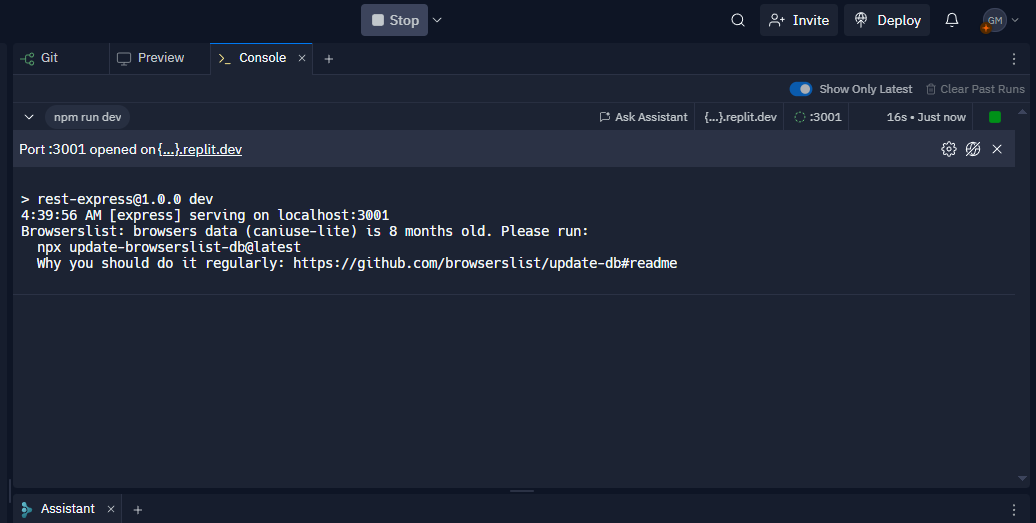 Stop
Invite
Deploy
GM
Git
Preview
Console
Show Only Latest
Clear Past Runs
npm run dev
Ask Assistant
{...}.replit.dev
:3001
16s • Just now
Port :3001 opened on {...}.replit.dev
> rest-express@1.0.0 dev
4:39:56 AM [express] serving on localhost:3001
Browserslist: browsers data (caniuse-lite) is 8 months old. Please run:
npx update-browserslist-db@latest
Why you should do it regularly: https://github.com/browserslist/update-db#readme
Assistant